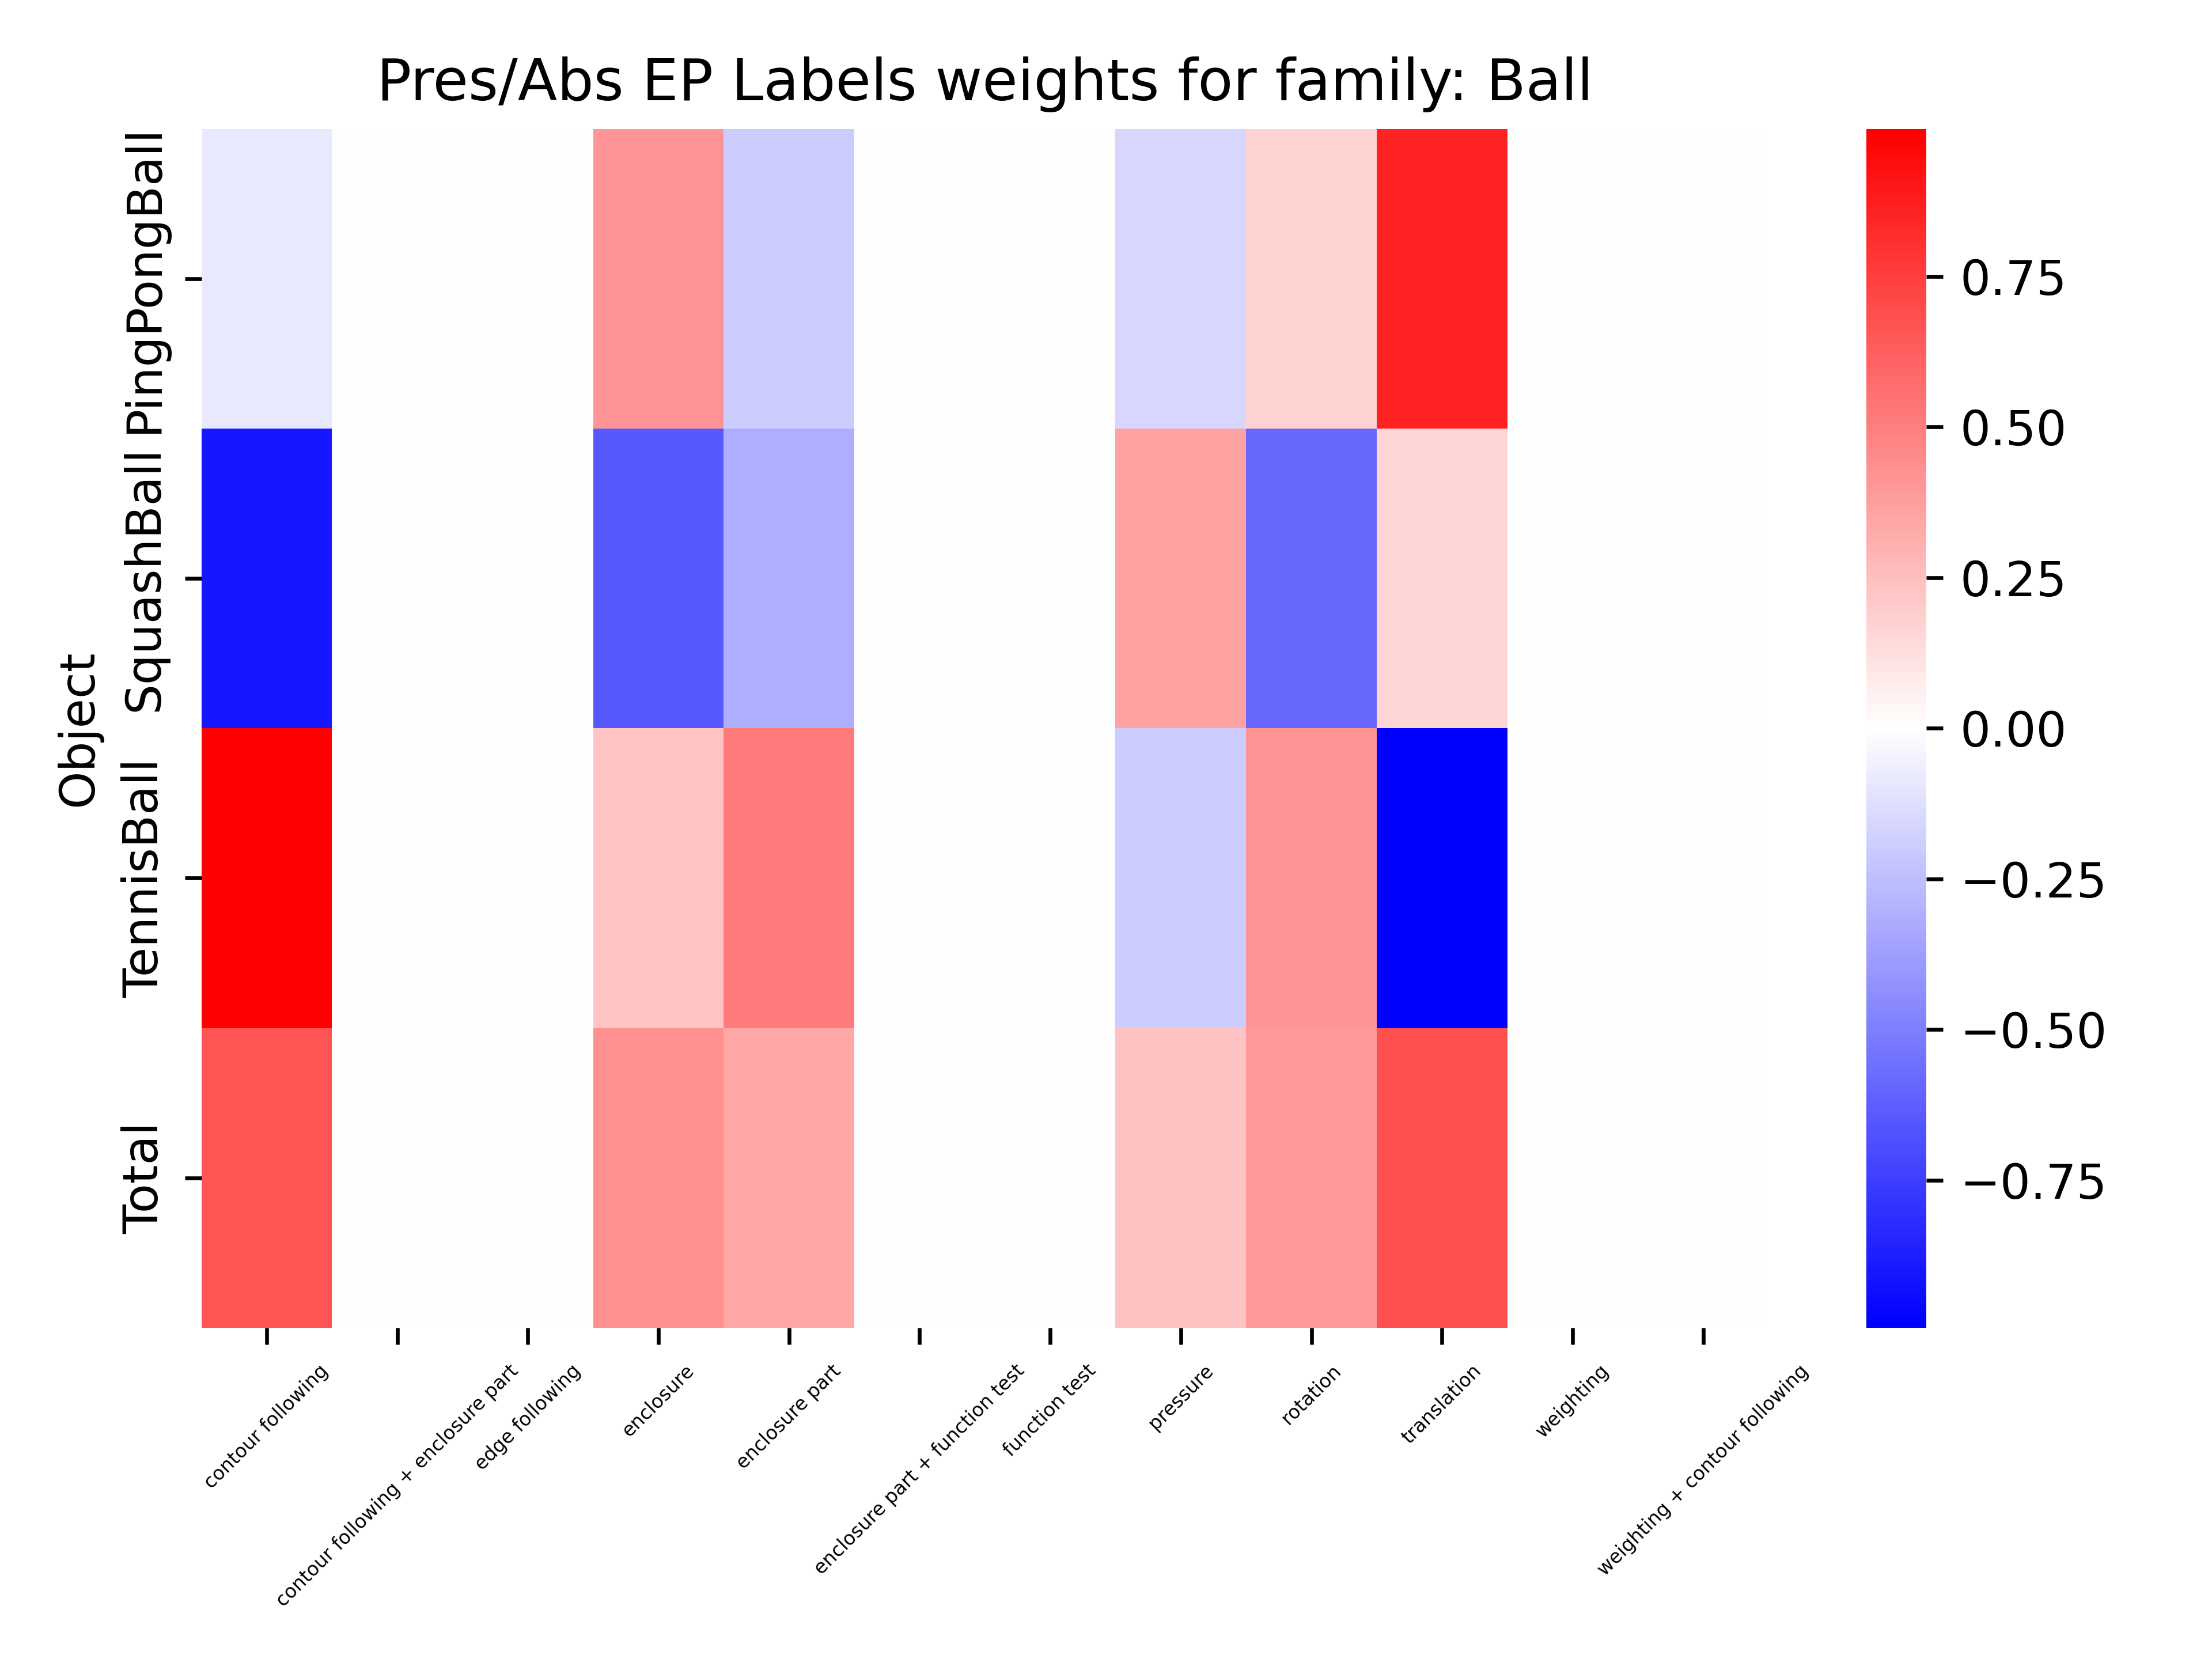 Pres/Abs EP Labels weights for family: Ball
Object
PingPongBall
SquashBall
TennisBall
Total
contour following
contour following + enclosure part
edge following
enclosure
enclosure part
enclosure part + function test
function test
pressure
rotation
translation
weighting
weighting + contour following
0.75
0.50
0.25
0.00
−0.25
−0.50
−0.75